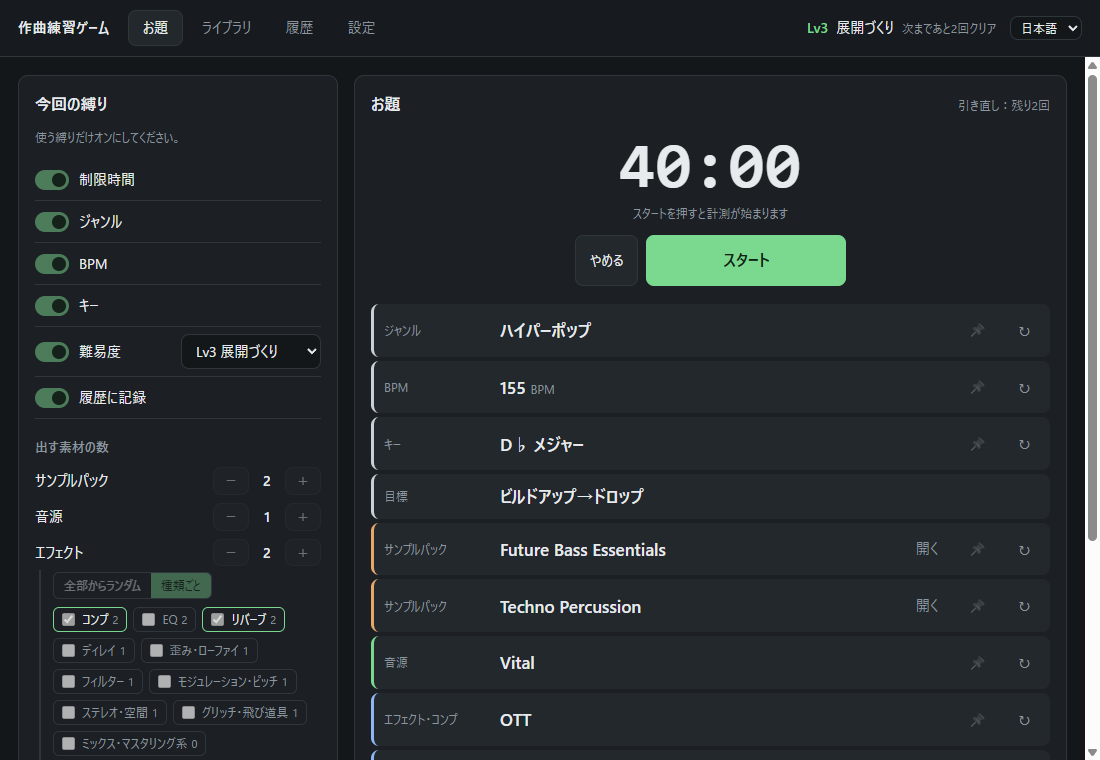 作曲練習ゲーム お題 ライブラリ 履歴 設定 Lv3 展開づくり 次まであと2回クリア 日本語
今回の縛り
使う縛りだけオンにしてください。
制限時間
ジャンル
BPM
キー
難易度 Lv3 展開づくり
履歴に記録
出す素材の数
サンプルパック − 2 +
音源 − 1 +
エフェクト − 2 +
全部からランダム 種類ごと
コンプ 2 EQ 2 リバーブ 2
ディレイ 1 歪み・ローファイ 1
フィルター 1 モジュレーション・ピッチ 1
ステレオ・空間 1 グリッチ・飛び道具 1
ミックス・マスタリング系 0
お題 引き直し：残り2回
40:00
スタートを押すと計測が始まります
やめる スタート
ジャンル ハイパーポップ
BPM 155 BPM
キー D♭ メジャー
目標 ビルドアップ→ドロップ
サンプルパック Future Bass Essentials 開く
サンプルパック Techno Percussion 開く
音源 Vital
エフェクト・コンプ OTT